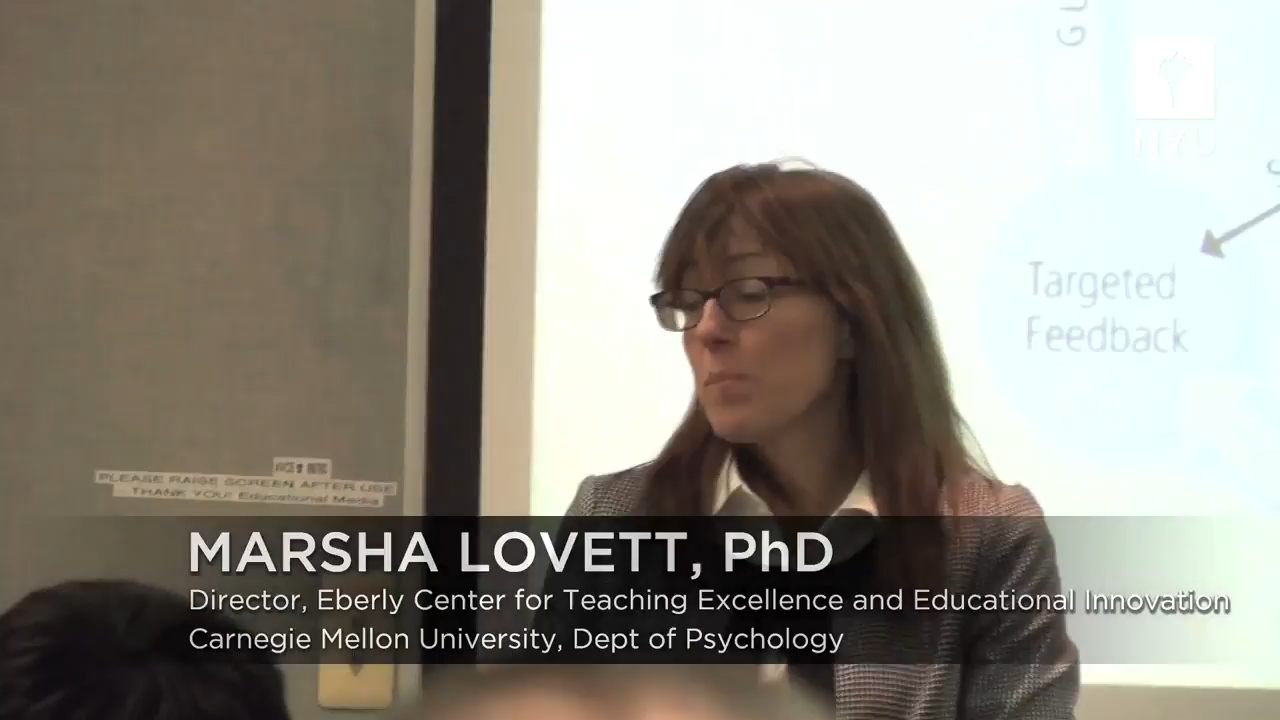 NYU
Targeted
Feedback
PLEASE RAISE SCREEN AFTER USE
THANK YOU! Educational Media
MARSHA LOVETT, PhD
Director, Eberly Center for Teaching Excellence and Educational Innovation
Carnegie Mellon University, Dept of Psychology